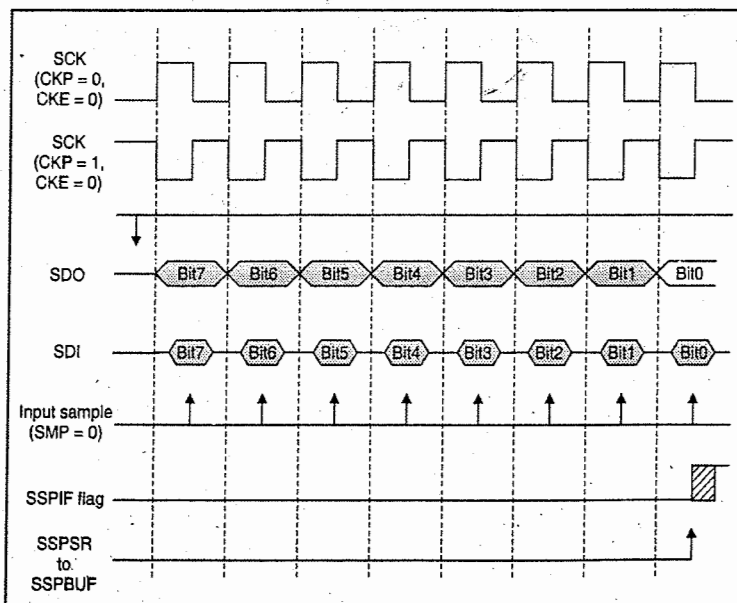 SCK
(CKP = 0,
CKE = 0)
SCK
(CKP = 1,
CKE = 0)
SDO
Bit7 Bit6 Bit5 Bit4 Bit3 Bit2 Bit1 Bit0
SDI
Bit7 Bit6 Bit5 Bit4 Bit3 Bit2 Bit1 Bit0
Input sample
(SMP = 0)
SSPIF flag
SSPSR
to
SSPBUF